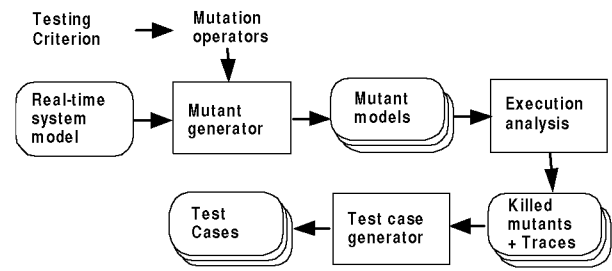 Testing
Criterion
Mutation
operators
Real-time
system
model
Mutant
generator
Mutant
models
Execution
analysis
Test
Cases
Test case
generator
Killed
mutants
+ Traces